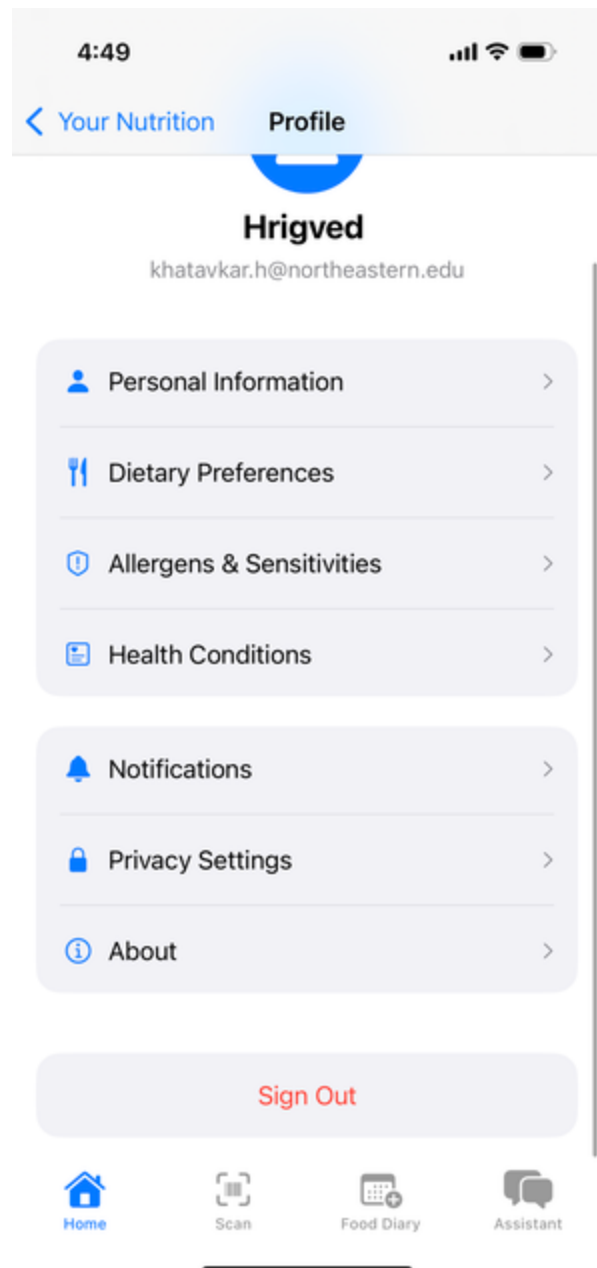 4:49
Your Nutrition Profile
Hrigved
khatavkar.h@northeastern.edu
Personal Information
Dietary Preferences
Allergens & Sensitivities
Health Conditions
Notifications
Privacy Settings
About
Sign Out
Home Scan Food Diary Assistant